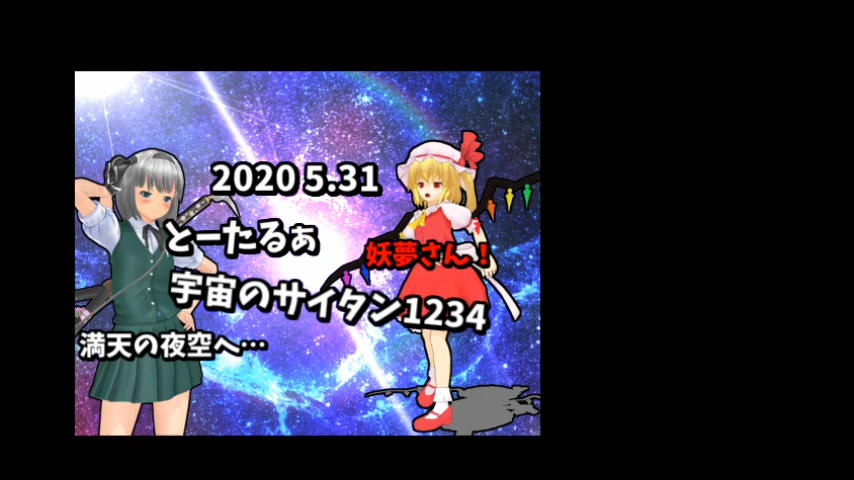 2020 5.31
とーたるぁ
妖夢さん！
宇宙のサイタン1234
満天の夜空へ…